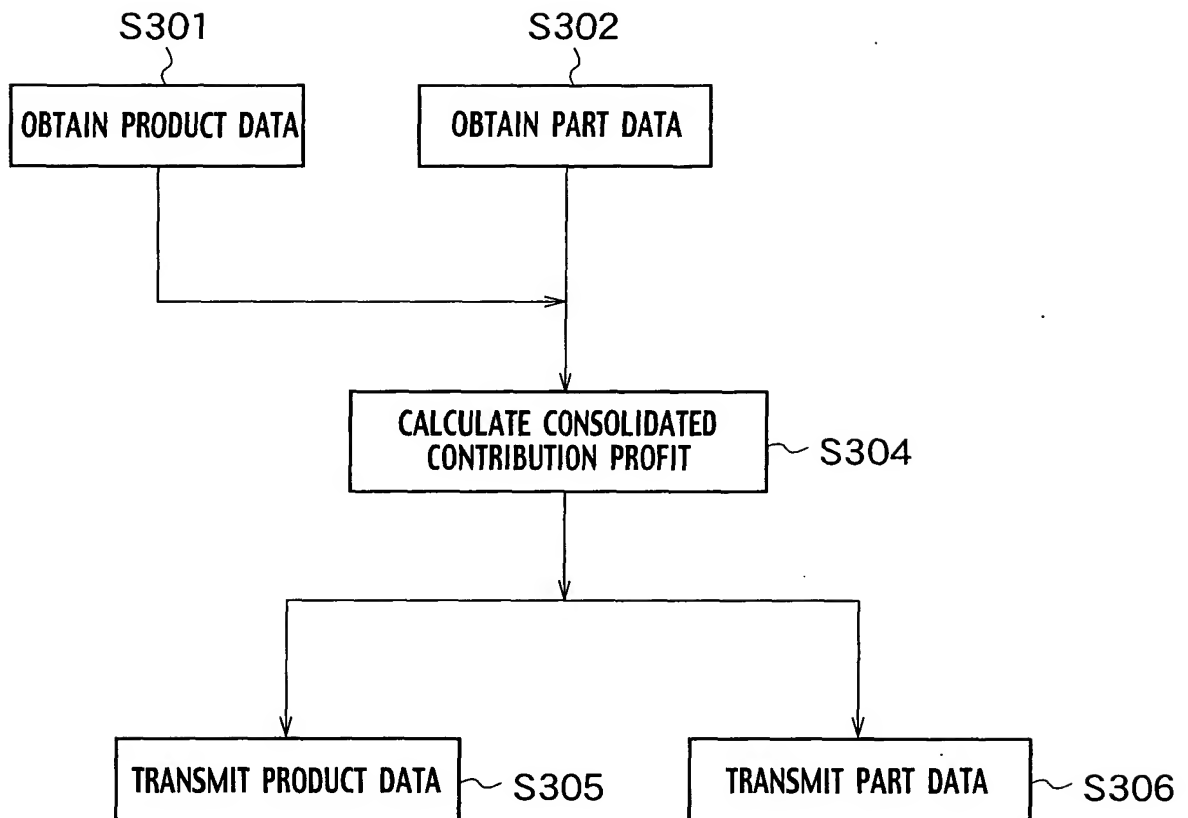 S301
S302
OBTAIN PRODUCT DATA
OBTAIN PART DATA
CALCULATE CONSOLIDATED
CONTRIBUTION PROFIT
S304
TRANSMIT PRODUCT DATA
S305
TRANSMIT PART DATA
S306